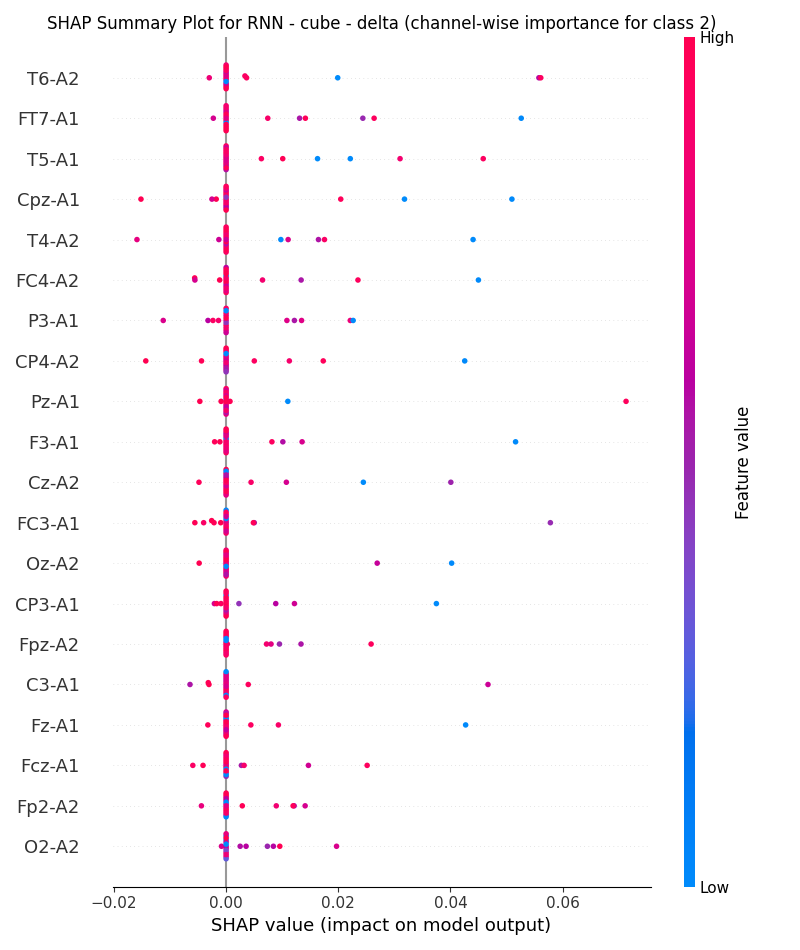 SHAP Summary Plot for RNN - cube - delta (channel-wise importance for class 2)
High
T6-A2
FT7-A1
T5-A1
Cpz-A1
T4-A2
FC4-A2
P3-A1
CP4-A2
Pz-A1
F3-A1
Cz-A2
FC3-A1
Oz-A2
CP3-A1
Fpz-A2
C3-A1
Fz-A1
Fcz-A1
Fp2-A2
O2-A2
Feature value
Low
−0.02 0.00 0.02 0.04 0.06
SHAP value (impact on model output)